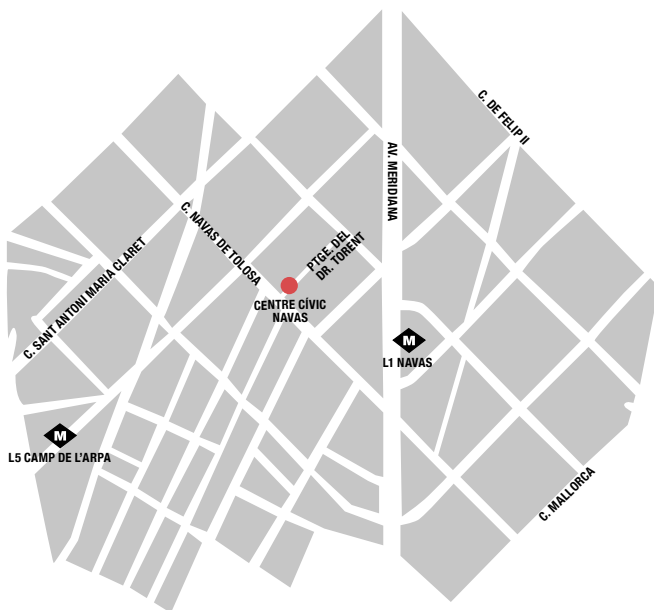 C. DE FELIP II
AV. MERIDIANA
C. NAVAS DE TOLOSA
PTGE. DEL
DR. TORENT
C. SANT ANTONI MARIA CLARET
CENTRE CÍVIC
NAVAS
M
L1 NAVAS
M
L5 CAMP DE L'ARPA
C. MALLORCA